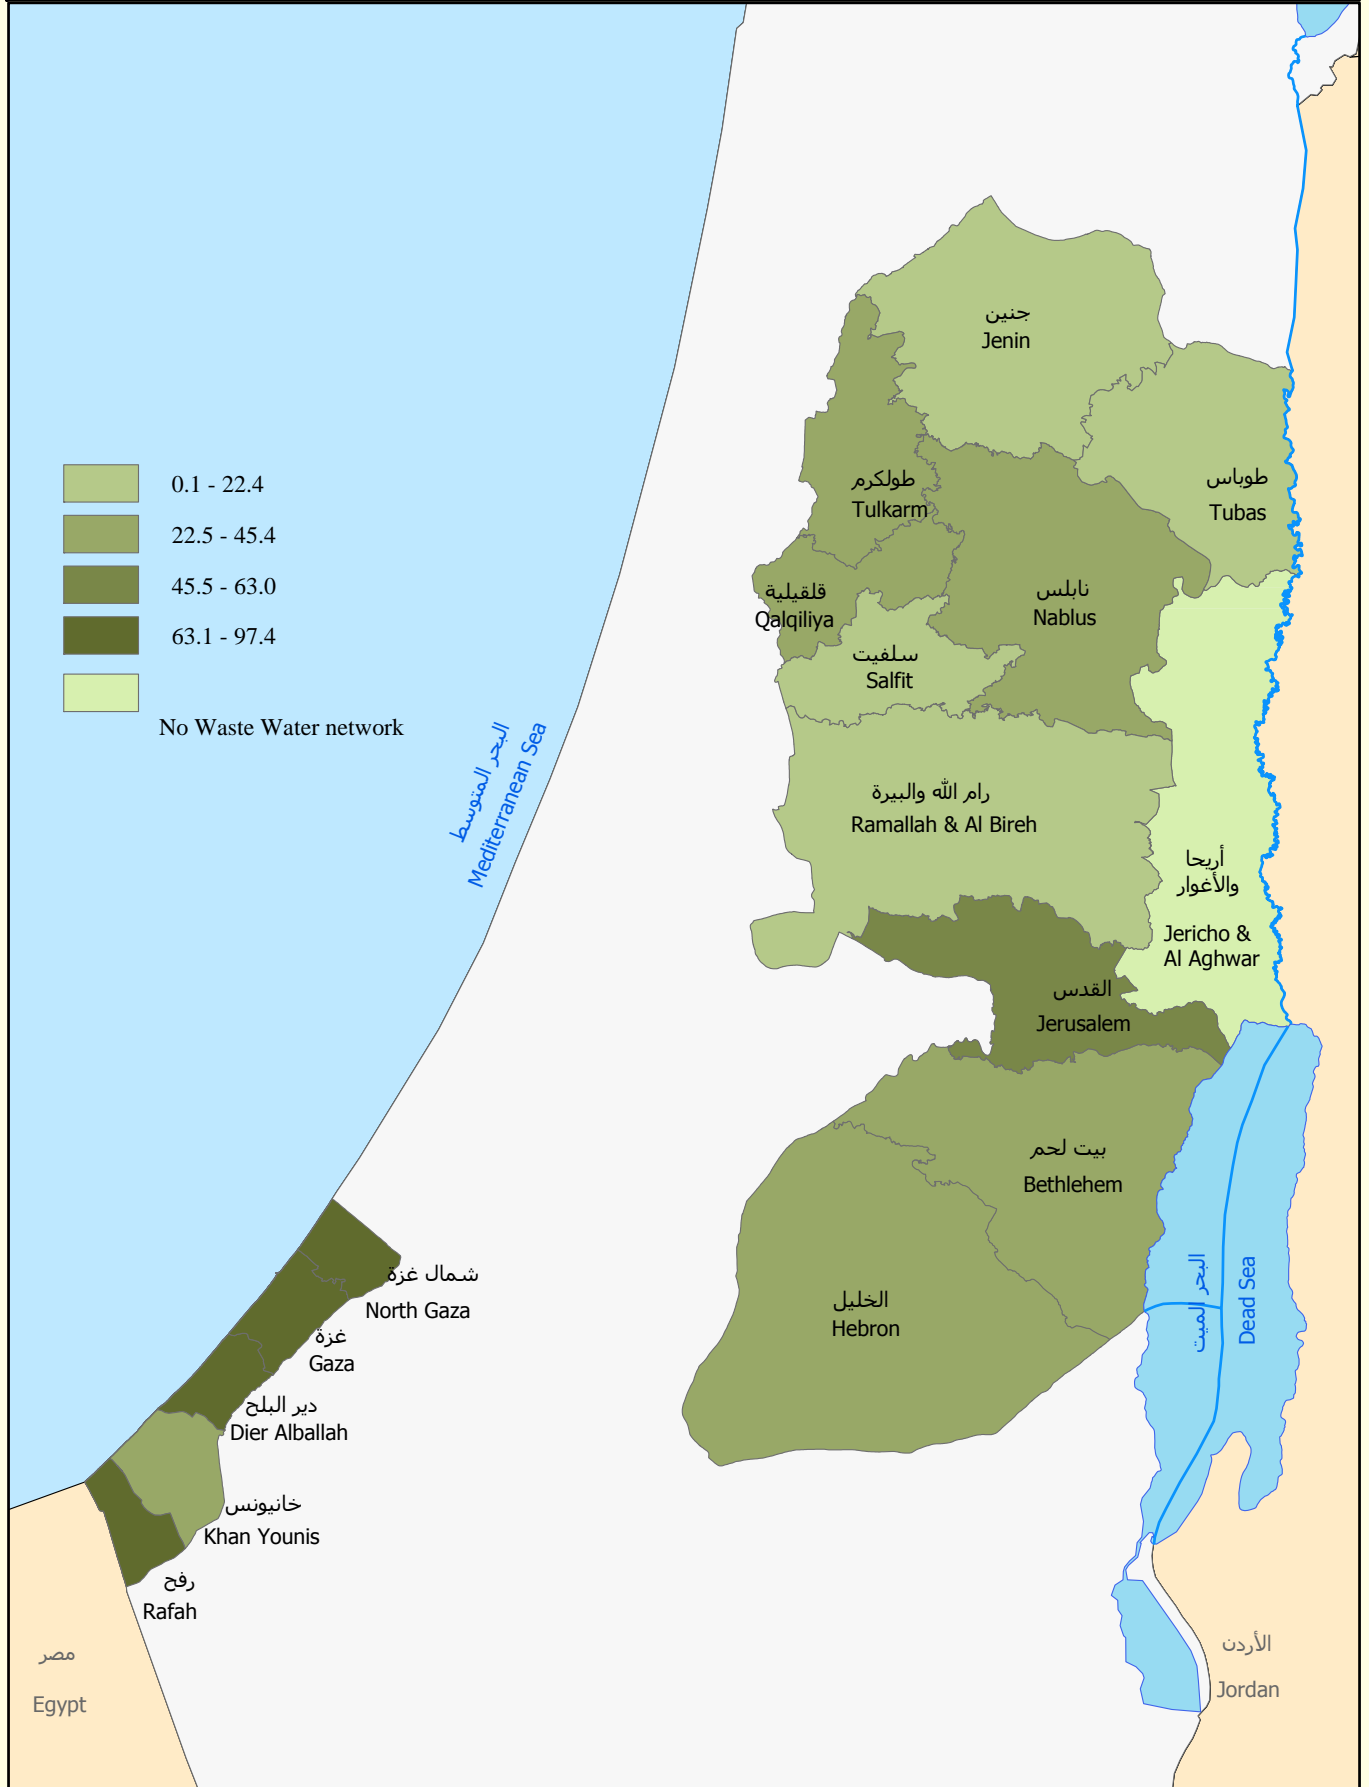 جنين
Jenin
0.1 - 22.4
22.5 - 45.4
45.5 - 63.0
63.1 - 97.4
No Waste Water network
طولكرم
Tulkarm
طوباس
Tubas
قلقيلية
Qalqiliya
نابلس
Nablus
سلفيت
Salfit
البحر المتوسط
Mediterranean Sea
رام الله والبيرة
Ramallah & Al Bireh
أريحا
والأغوار
Jericho &
Al Aghwar
القدس
Jerusalem
بيت لحم
Bethlehem
الخليل
Hebron
البحر الميت
Dead Sea
شمال غزة
North Gaza
غزة
Gaza
دير البلح
Dier Alballah
خانيونس
Khan Younis
رفح
Rafah
مصر
Egypt
الأردن
Jordan